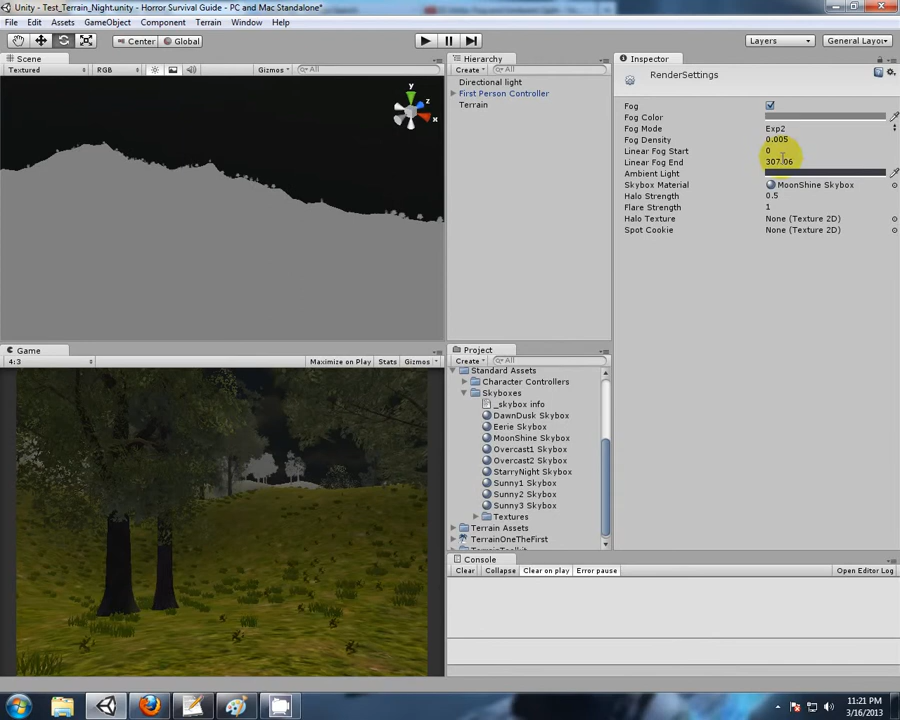 Unity - Test_Terrain_Night.unity - Horror Survival Guide - PC and Mac Standalone*
File Edit Assets GameObject Component Terrain Window Help
Center Global Layers General Layou
Scene
Textured RGB Gizmos All
Hierarchy
Create All
Directional light
First Person Controller
Terrain
Inspector
RenderSettings
Fog
Fog Color
Fog Mode Exp2
Fog Density 0.005
Linear Fog Start 0
Linear Fog End 307.06
Ambient Light
Skybox Material MoonShine Skybox
Halo Strength 0.5
Flare Strength 1
Halo Texture None (Texture 2D)
Spot Cookie None (Texture 2D)
y
z
x
Game
4:3 Maximize on Play Stats Gizmos
Project
Create All
Standard Assets
Character Controllers
Skyboxes
_skybox info
DawnDusk Skybox
Eerie Skybox
MoonShine Skybox
Overcast1 Skybox
Overcast2 Skybox
StarryNight Skybox
Sunny1 Skybox
Sunny2 Skybox
Sunny3 Skybox
Textures
Terrain Assets
TerrainOneTheFirst
Console
Clear Collapse Clear on play Error pause Open Editor Log
11:21 PM
3/16/2013